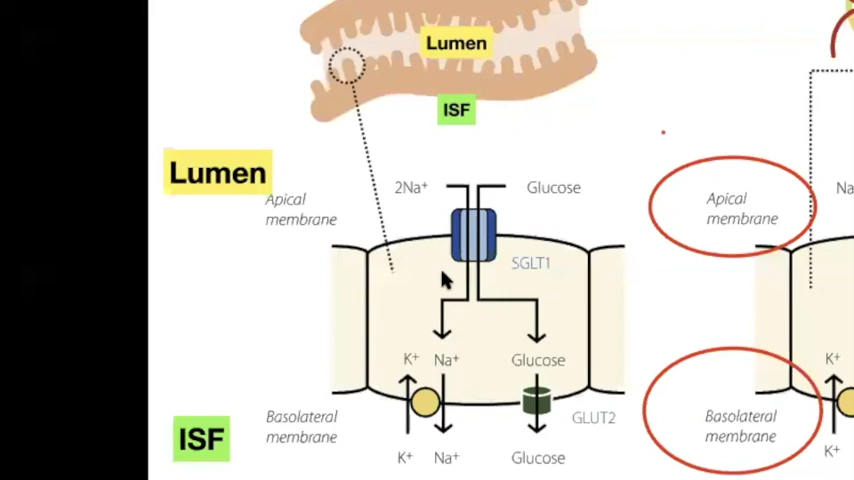 Lumen
ISF
Lumen
2Na⁺
Glucose
Apical
membrane
Apical
membrane
Na
SGLT1
K⁺
Na⁺
Glucose
K⁺
Basolateral
membrane
GLUT2
Basolateral
membrane
ISF
K⁺
Na⁺
Glucose
K⁺